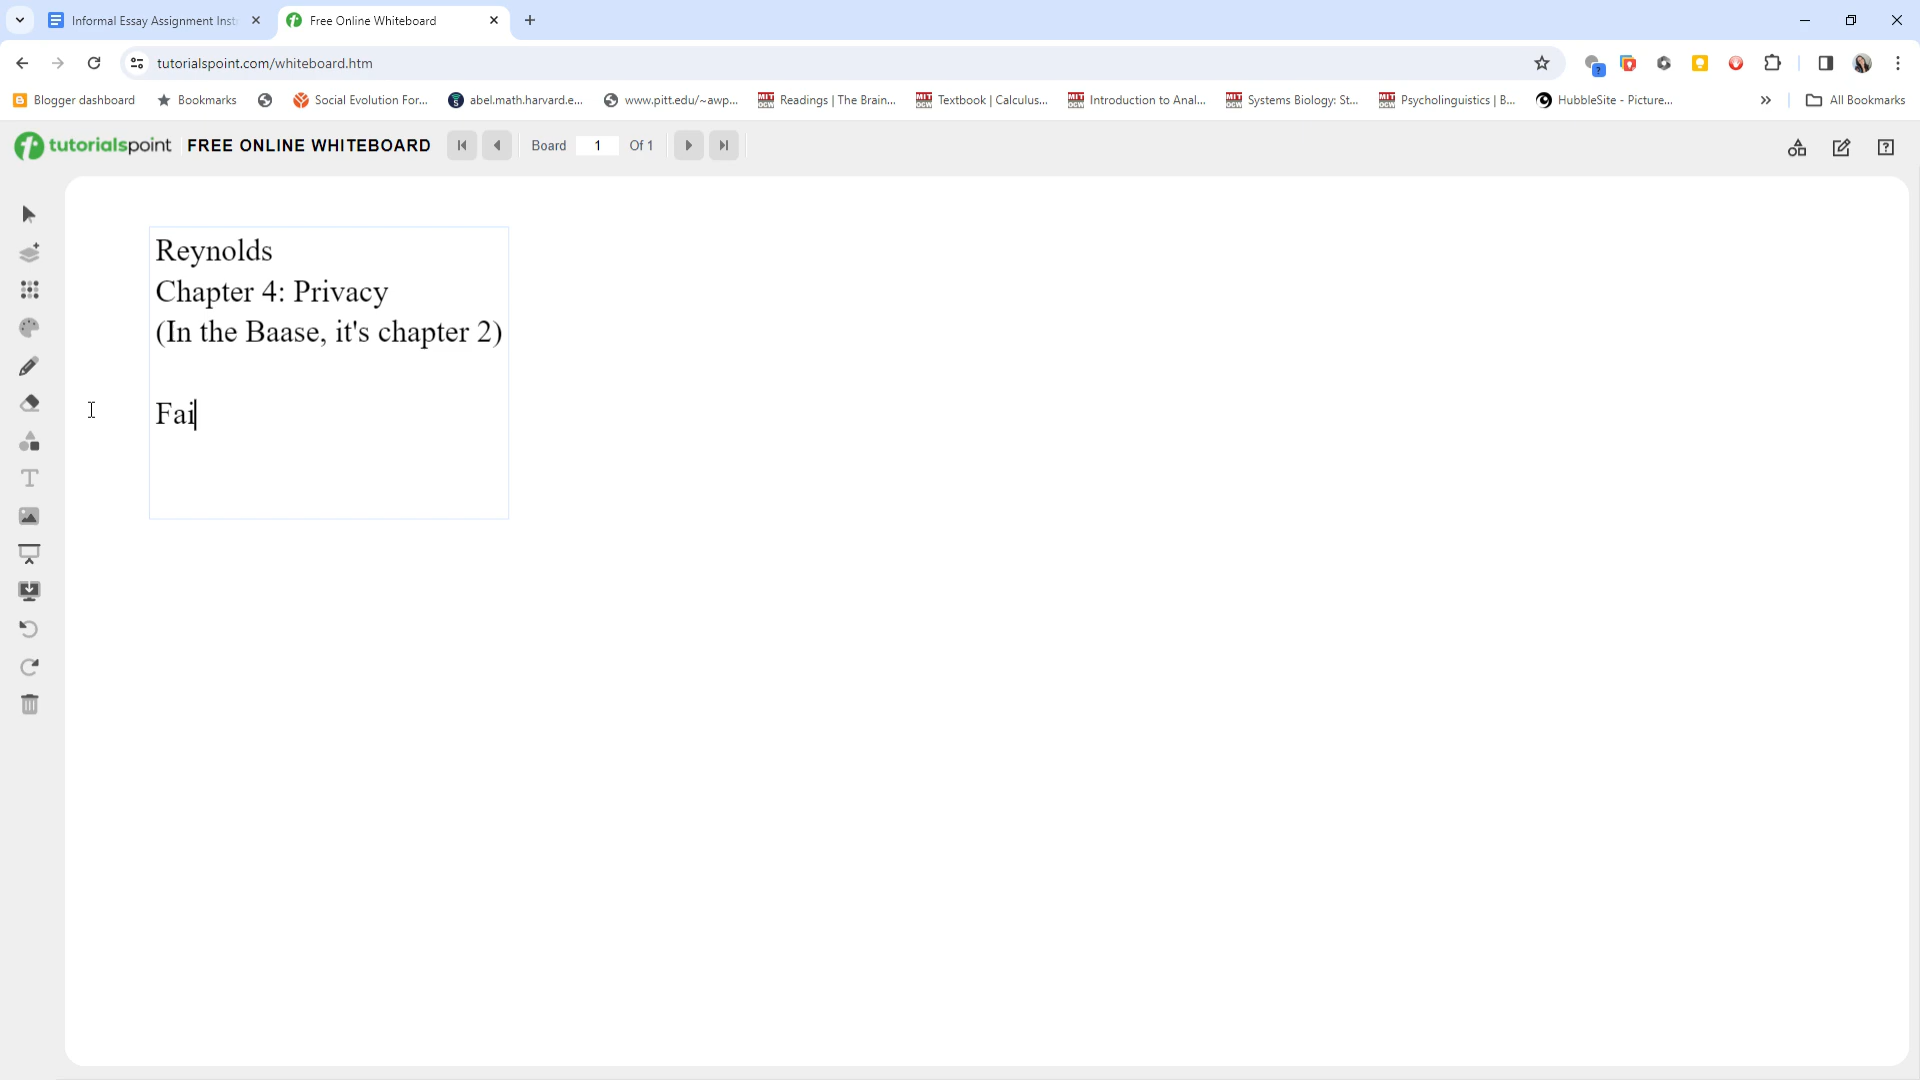 Informal Essay Assignment Inst
Free Online Whiteboard
tutorialspoint.com/whiteboard.htm
Blogger dashboard
Bookmarks
Social Evolution For...
abel.math.harvard.e...
www.pitt.edu/~awp...
Readings | The Brain...
Textbook | Calculus...
Introduction to Anal...
Systems Biology: St...
Psycholinguistics | B...
HubbleSite - Picture...
»
All Bookmarks
tutorialspoint
FREE ONLINE WHITEBOARD
Board 1 Of 1
Reynolds
Chapter 4: Privacy
(In the Baase, it's chapter 2)
Fai